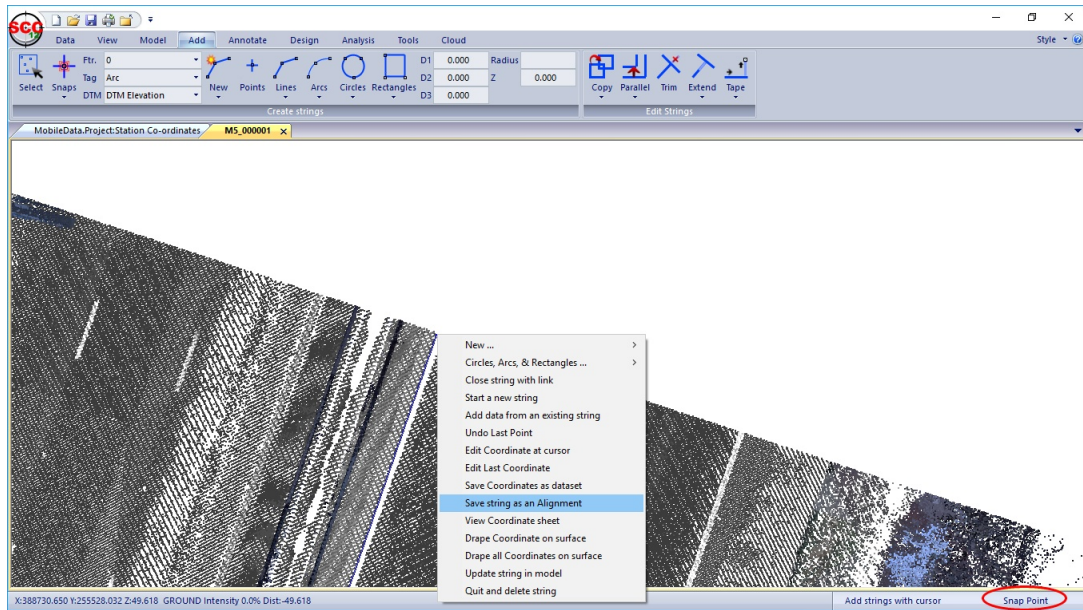 SCC
Data View Model Add Annotate Design Analysis Tools Cloud Style
Ftr. 0 D1 0.000 Radius
Tag Arc D2 0.000 Z 0.000
DTM DTM Elevation D3 0.000
Select Snaps New Points Lines Arcs Circles Rectangles Copy Parallel Trim Extend Tape
Create strings Edit Strings
MobileData.Project:Station Co-ordinates M5_000001 x
New ...
Circles, Arcs, & Rectangles ...
Close string with link
Start a new string
Add data from an existing string
Undo Last Point
Edit Coordinate at cursor
Edit Last Coordinate
Save Coordinates as dataset
Save string as an Alignment
View Coordinate sheet
Drape Coordinate on surface
Drape all Coordinates on surface
Update string in model
Quit and delete string
X:388730.650 Y:255528.032 Z:49.618 GROUND Intensity 0.0% Dist:-49.618 Add strings with cursor Snap Point